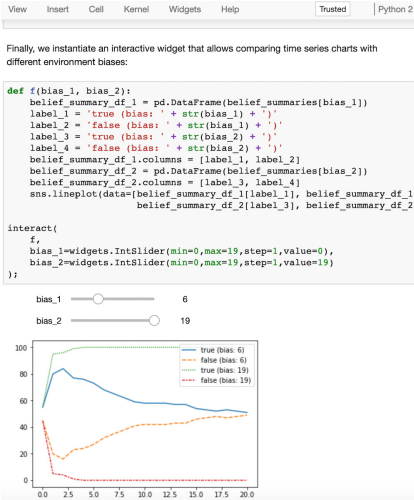 View Insert Cell Kernel Widgets Help Trusted Python 2
Finally, we instantiate an interactive widget that allows comparing time series charts with
different environment biases:
def f(bias_1, bias_2):
    belief_summary_df_1 = pd.DataFrame(belief_summaries[bias_1])
    label_1 = 'true (bias: ' + str(bias_1) + ')'
    label_2 = 'false (bias: ' + str(bias_1) + ')'
    label_3 = 'true (bias: ' + str(bias_2) + ')'
    label_4 = 'false (bias: ' + str(bias_2) + ')'
    belief_summary_df_1.columns = [label_1, label_2]
    belief_summary_df_2 = pd.DataFrame(belief_summaries[bias_2])
    belief_summary_df_2.columns = [label_3, label_4]
    sns.lineplot(data=[belief_summary_df_1[label_1], belief_summary_df_1
                       belief_summary_df_2[label_3], belief_summary_df_2
interact(
    f,
    bias_1=widgets.IntSlider(min=0,max=19,step=1,value=0),
    bias_2=widgets.IntSlider(min=0,max=19,step=1,value=19)
);
bias_1 6
bias_2 19
100
80
60
40
20
0
true (bias: 6)
false (bias: 6)
true (bias: 19)
false (bias: 19)
0.0 2.5 5.0 7.5 10.0 12.5 15.0 17.5 20.0